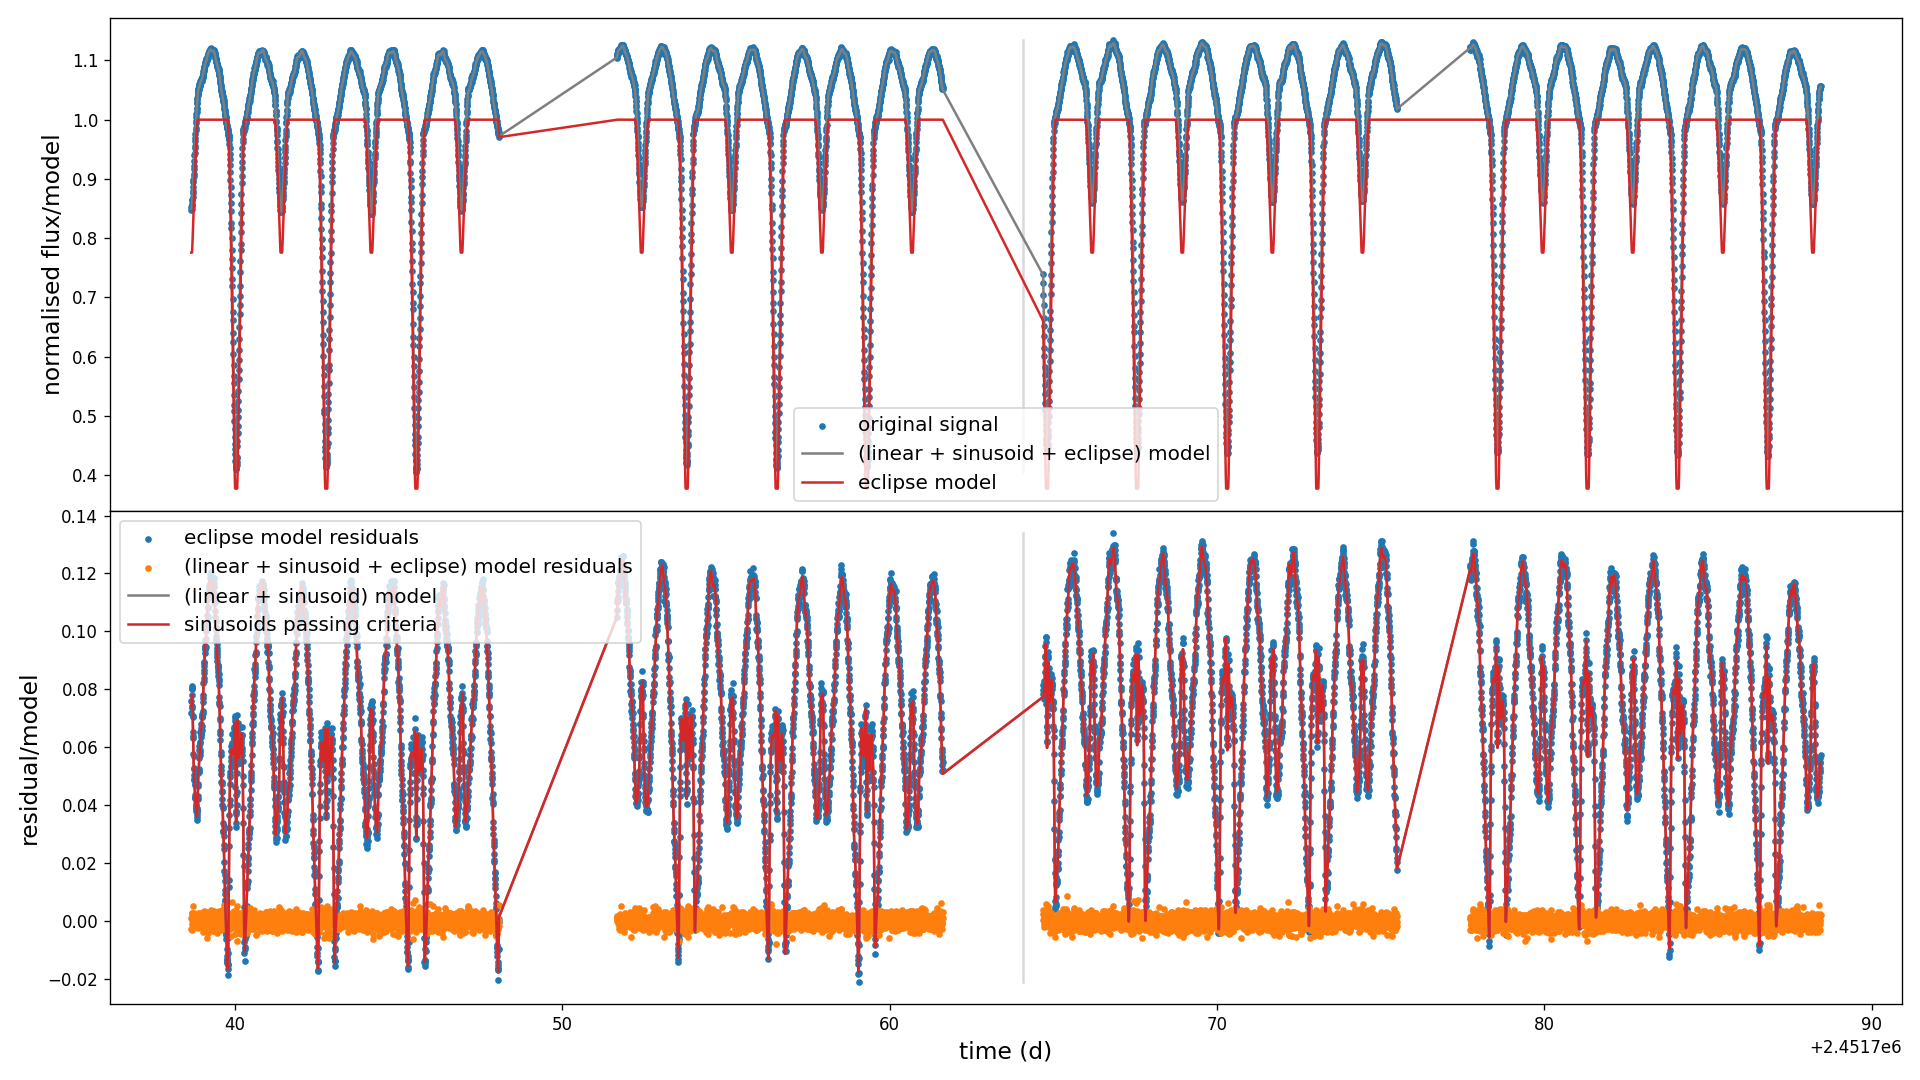 1.1
1.0
0.9
0.8
0.7
0.6
0.5
0.4
normalised flux/model
original signal
(linear + sinusoid + eclipse) model
eclipse model
0.14
0.12
0.10
0.08
0.06
0.04
0.02
0.00
−0.02
residual/model
eclipse model residuals
(linear + sinusoid + eclipse) model residuals
(linear + sinusoid) model
sinusoids passing criteria
40
50
60
70
80
90
time (d)
+2.4517e6